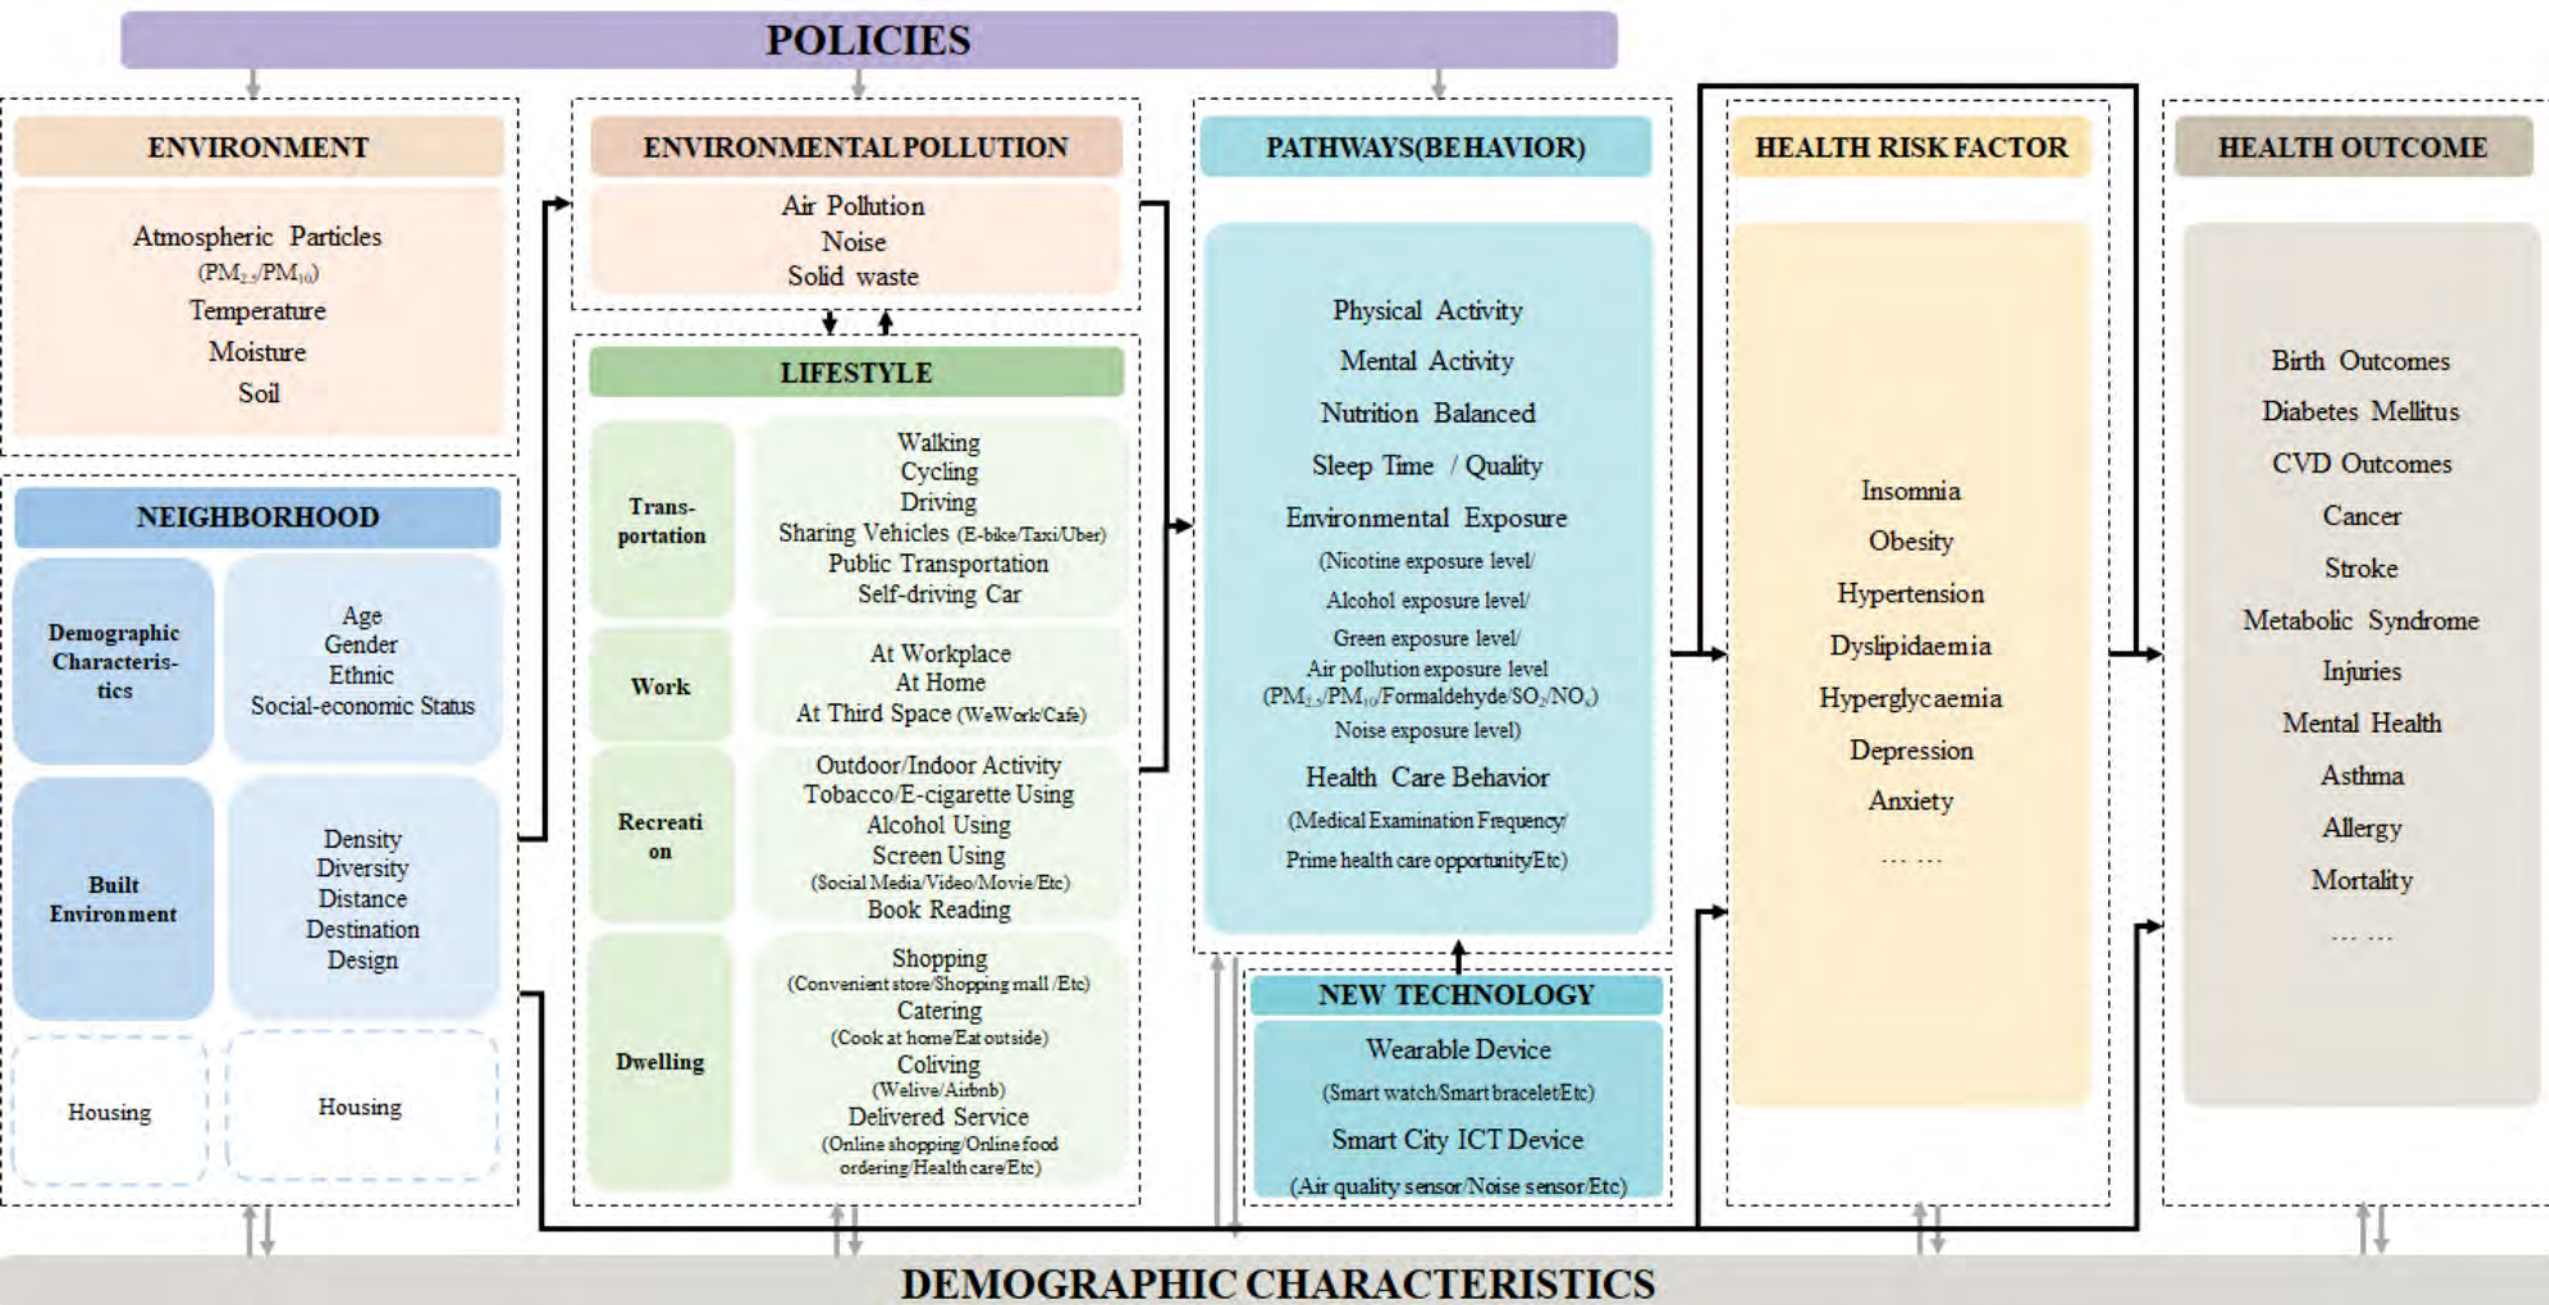 POLICIES
ENVIRONMENT
Atmospheric Particles
(PM2.5/PM10)
Temperature
Moisture
Soil
NEIGHBORHOOD
Demographic
Characteris-
tics
Age
Gender
Ethnic
Social-economic Status
Built
Environment
Density
Diversity
Distance
Destination
Design
Housing
Housing
ENVIRONMENTAL POLLUTION
Air Pollution
Noise
Solid waste
LIFESTYLE
Trans-
portation
Walking
Cycling
Driving
Sharing Vehicles (E-bike/Taxi/Uber)
Public Transportation
Self-driving Car
Work
At Workplace
At Home
At Third Space (WeWork/Cafe)
Recreati
on
Outdoor/Indoor Activity
Tobacco/E-cigarette Using
Alcohol Using
Screen Using
(Social Media/Video/Movie/Etc)
Book Reading
Dwelling
Shopping
(Convenient store/Shopping mall /Etc)
Catering
(Cook at home/Eat outside)
Coliving
(Welive/Airbnb)
Delivered Service
(Online shopping/Online food
ordering/Health care/Etc)
PATHWAYS(BEHAVIOR)
Physical Activity
Mental Activity
Nutrition Balanced
Sleep Time / Quality
Environmental Exposure
(Nicotine exposure level/
Alcohol exposure level/
Green exposure level/
Air pollution exposure level
(PM2.5/PM10/Formaldehyde/SO2/NOx)
Noise exposure level)
Health Care Behavior
(Medical Examination Frequency/
Prime health care opportunity/Etc)
NEW TECHNOLOGY
Wearable Device
(Smart watch/Smart bracelet/Etc)
Smart City ICT Device
(Air quality sensor/Noise sensor/Etc)
HEALTH RISK FACTOR
Insomnia
Obesity
Hypertension
Dyslipidaemia
Hyperglycaemia
Depression
Anxiety
... ...
HEALTH OUTCOME
Birth Outcomes
Diabetes Mellitus
CVD Outcomes
Cancer
Stroke
Metabolic Syndrome
Injuries
Mental Health
Asthma
Allergy
Mortality
... ...
DEMOGRAPHIC CHARACTERISTICS